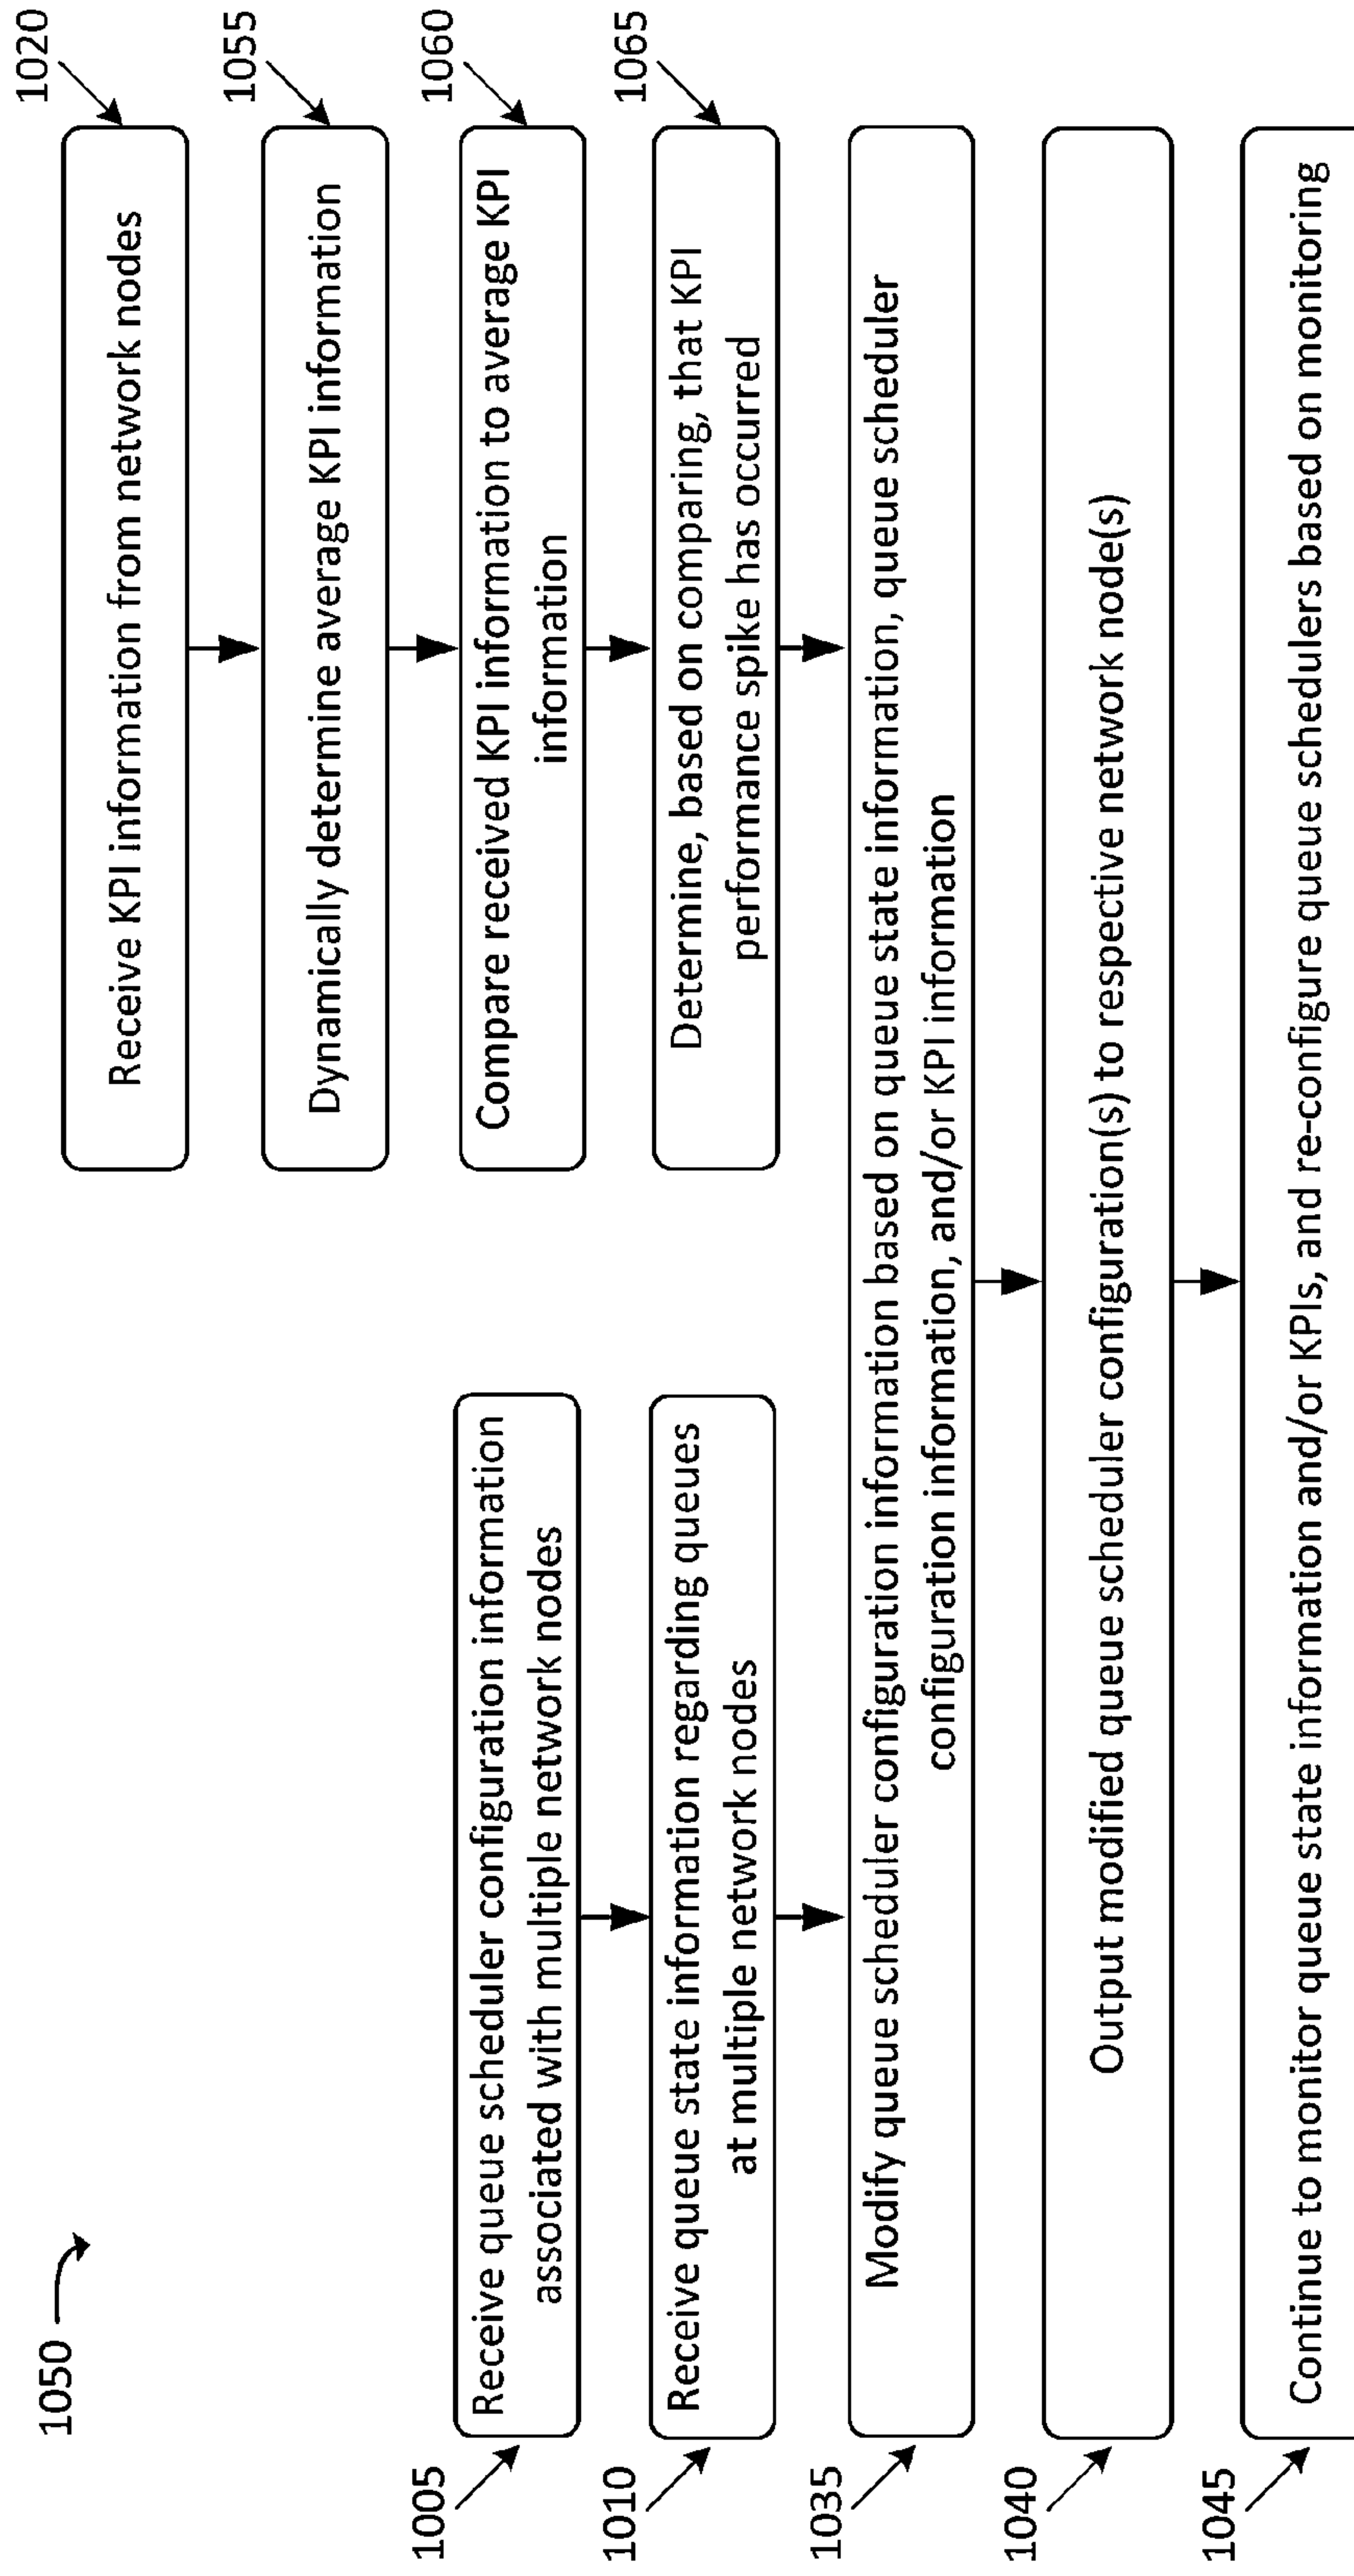 1050
1020
Receive KPI information from network nodes
1055
Dynamically determine average KPI information
1005
Receive queue scheduler configuration information
associated with multiple network nodes
1060
Compare received KPI information to average KPI
information
1010
Receive queue state information regarding queues
at multiple network nodes
1065
Determine, based on comparing, that KPI
performance spike has occurred
1035
Modify queue scheduler configuration information based on queue state information, queue scheduler
configuration information, and/or KPI information
1040
Output modified queue scheduler configuration(s) to respective network node(s)
1045
Continue to monitor queue state information and/or KPIs, and re-configure queue schedulers based on monitoring